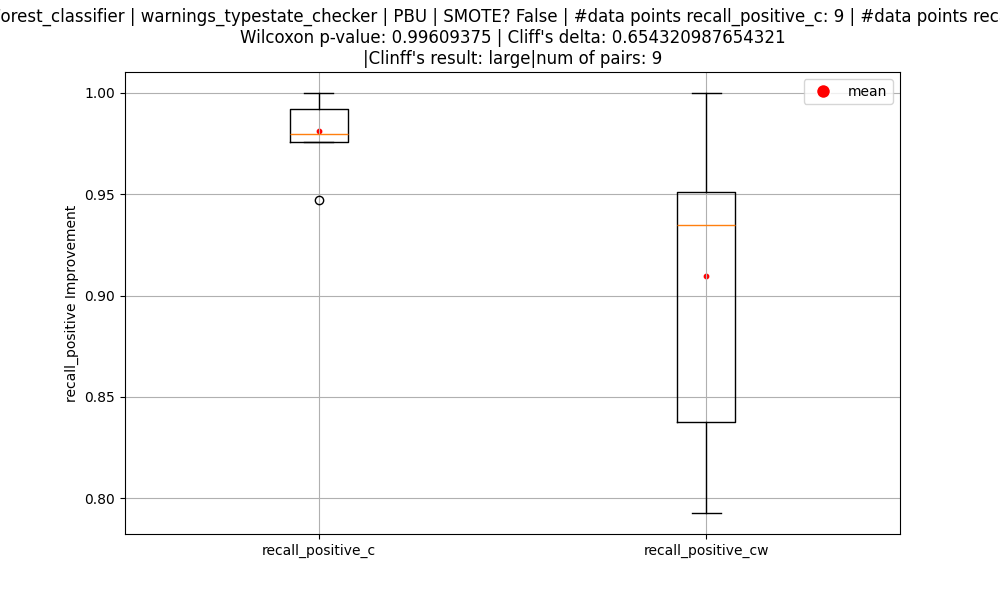 orest_classifier | warnings_typestate_checker | PBU | SMOTE? False | #data points recall_positive_c: 9 | #data points rec
Wilcoxon p-value: 0.99609375 | Cliff's delta: 0.654320987654321
|Clinff's result: large|num of pairs: 9
mean
1.00
0.95
0.90
0.85
0.80
recall_positive Improvement
recall_positive_c
recall_positive_cw